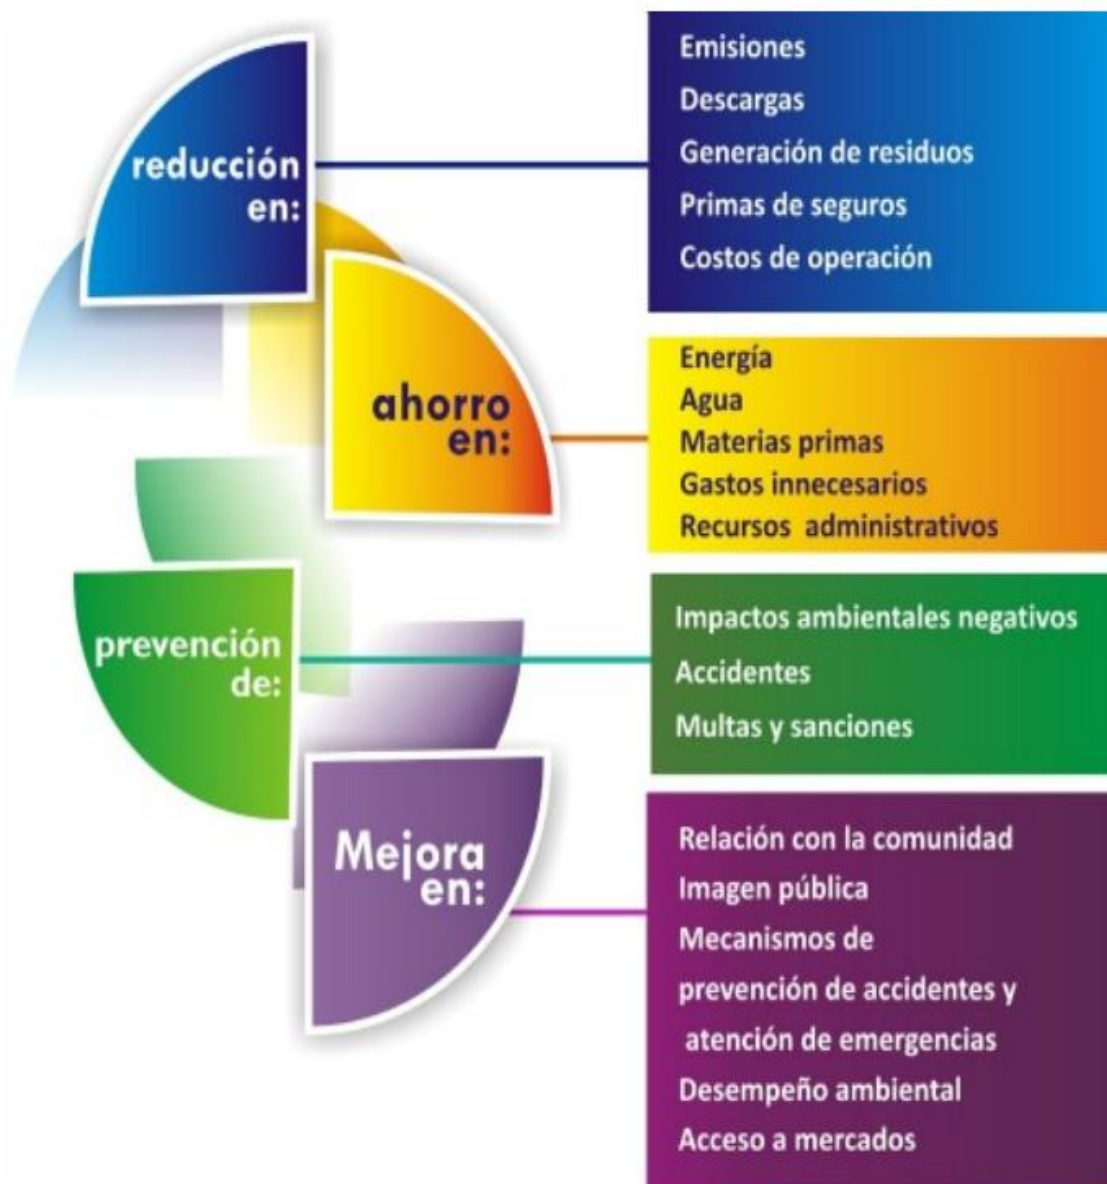 reducción
en:
Emisiones
Descargas
Generación de residuos
Primas de seguros
Costos de operación
ahorro
en:
Energía
Agua
Materias primas
Gastos innecesarios
Recursos administrativos
prevención
de:
Impactos ambientales negativos
Accidentes
Multas y sanciones
Mejora
en:
Relación con la comunidad
Imagen pública
Mecanismos de
prevención de accidentes y
atención de emergencias
Desempeño ambiental
Acceso a mercados